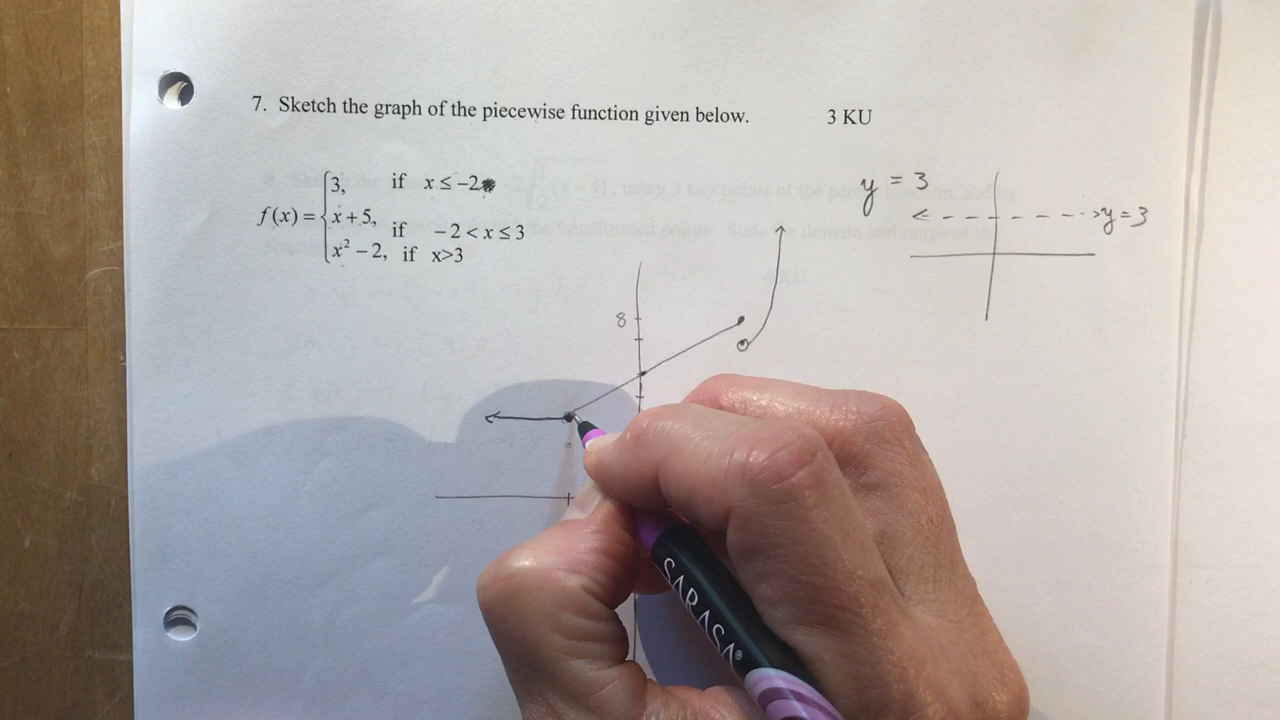 7. Sketch the graph of the piecewise function given below. 3 KU
3, if x ≤ -2
f(x) = { x + 5, if -2 < x ≤ 3
x² - 2, if x>3
y = 3
y = 3
8
SARASA®